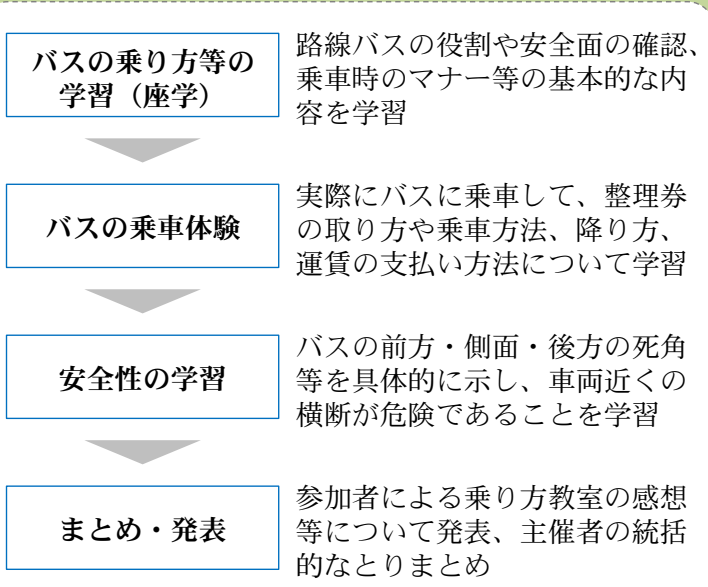 バスの乗り方等の
学習（座学）
路線バスの役割や安全面の確認、
乗車時のマナー等の基本的な内
容を学習
バスの乗車体験
実際にバスに乗車して、整理券
の取り方や乗車方法、降り方、
運賃の支払い方法について学習
安全性の学習
バスの前方・側面・後方の死角
等を具体的に示し、車両近くの
横断が危険であることを学習
まとめ・発表
参加者による乗り方教室の感想
等について発表、主催者の統括
的なとりまとめ